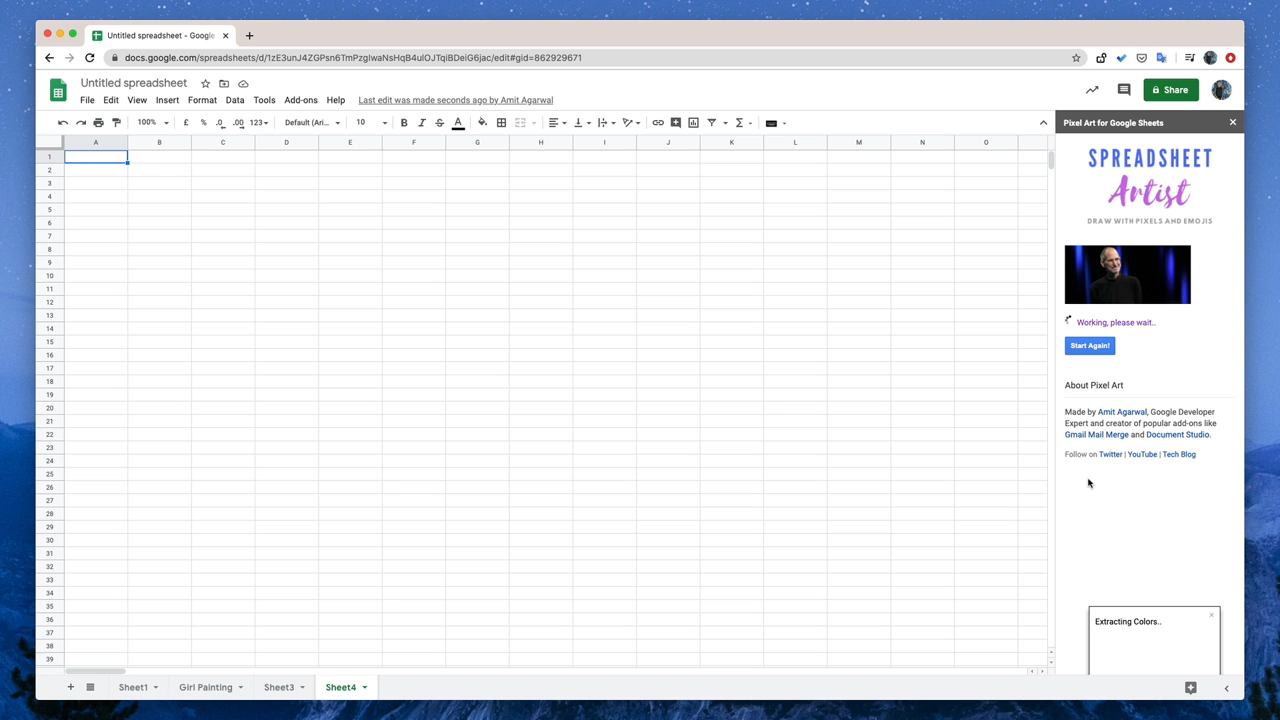 Untitled spreadsheet - Google
docs.google.com/spreadsheets/d/1zE3unJ4ZGPsn6TmPzgIwaNsHqB4ulOJTqiBDeiG6jac/edit#gid=862929671
Untitled spreadsheet
File Edit View Insert Format Data Tools Add-ons Help Last edit was made seconds ago by Amit Agarwal
Share
100% £ % .0 .00 123 Default (Ari... 10 B I S A
A B C D E F G H I J K L M N O
1
2
3
4
5
6
7
8
9
10
11
12
13
14
15
16
17
18
19
20
21
22
23
24
25
26
27
28
29
30
31
32
33
34
35
36
37
38
39
Pixel Art for Google Sheets
SPREADSHEET
Artist
DRAW WITH PIXELS AND EMOJIS
Working, please wait..
Start Again!
About Pixel Art
Made by Amit Agarwal, Google Developer
Expert and creator of popular add-ons like
Gmail Mail Merge and Document Studio.
Follow on Twitter | YouTube | Tech Blog
Extracting Colors..
Sheet1 Girl Painting Sheet3 Sheet4